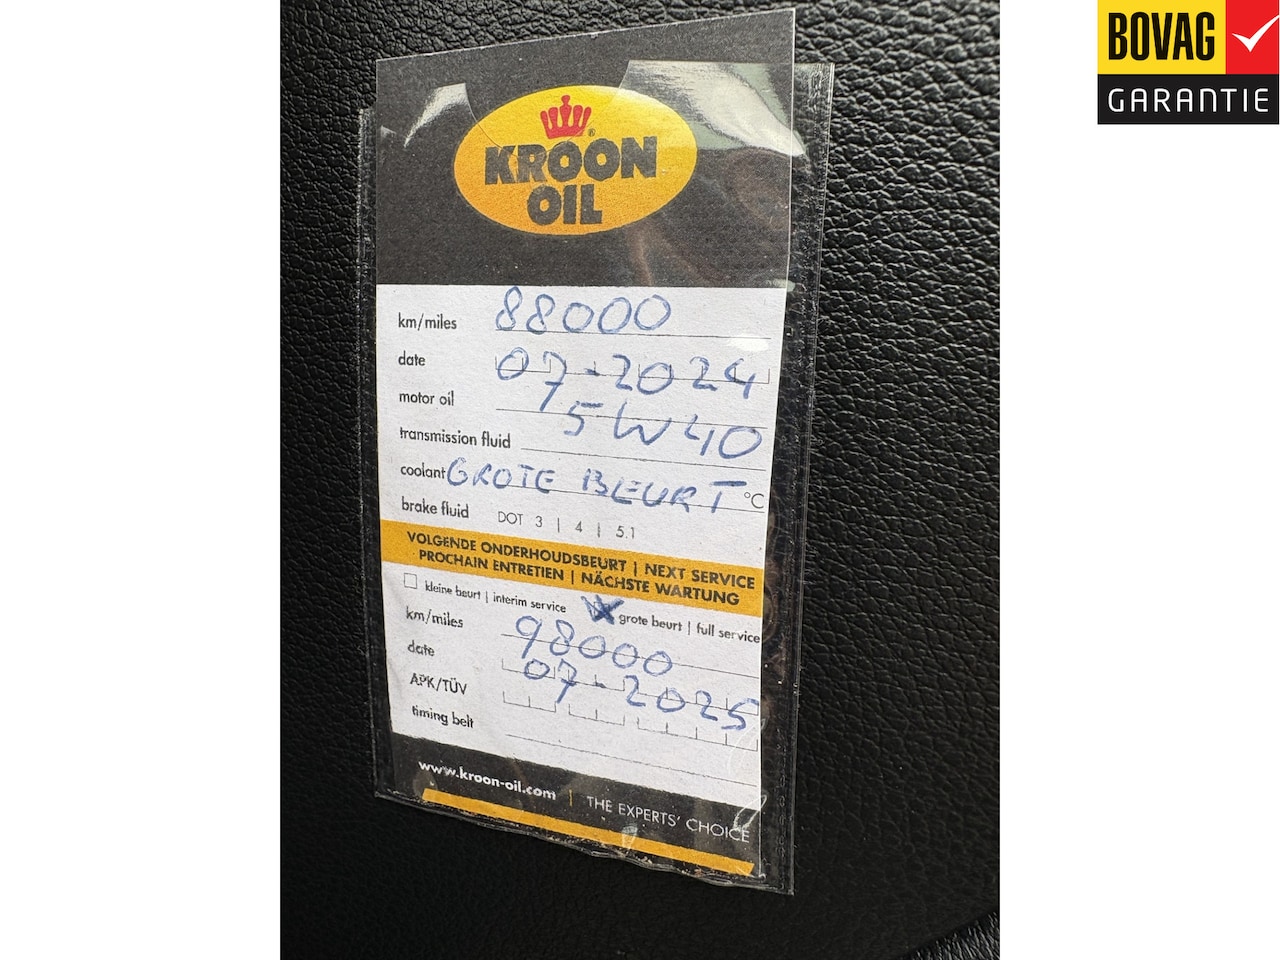 BOVAG
GARANTIE
KROON
OIL
®
km/miles 88000
date 07-2024
motor oil
transmission fluid 5W40
coolant GROTE BEURT °C
brake fluid DOT 3 | 4 | 5.1
VOLGENDE ONDERHOUDSBEURT | NEXT SERVICE
PROCHAIN ENTRETIEN | NÄCHSTE WARTUNG
kleine beurt | interim service grote beurt | full service
km/miles 98000
date 07-2025
APK/TÜV
timing belt
www.kroon-oil.com | THE EXPERTS' CHOICE